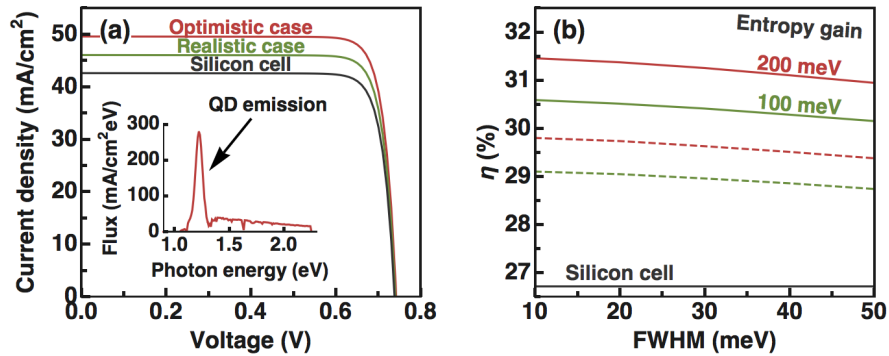 (a)
Optimistic case
Realistic case
Silicon cell
QD emission
Flux (mA/cm²eV)
300
200
100
0
1.0 1.5 2.0
Photon energy (eV)
Current density (mA/cm²)
50
40
30
20
10
0
0.0 0.2 0.4 0.6 0.8
Voltage (V)
(b)
Entropy gain
200 meV
100 meV
Silicon cell
η (%)
32
31
30
29
28
27
26
10 20 30 40 50
FWHM (meV)